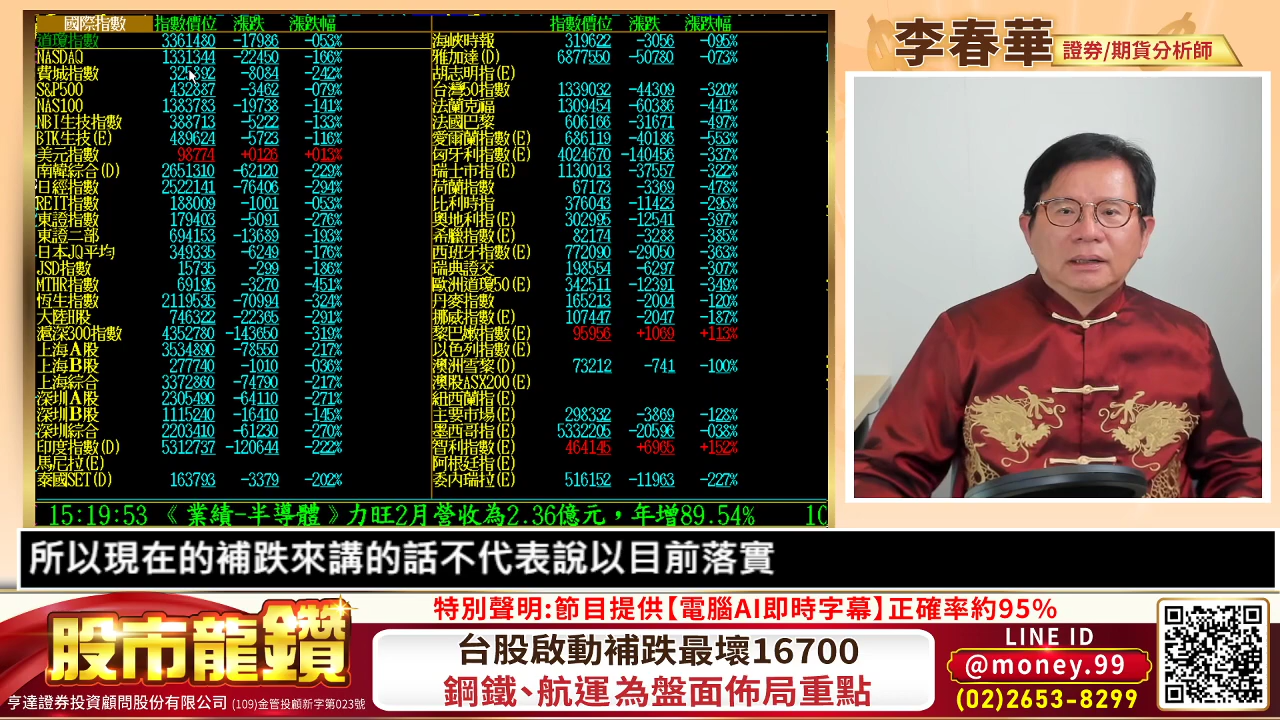 國際指數 指數價位 漲跌 漲跌幅
道瓊指數 3361480 -17986 -053%
NASDAQ 1331344 -22450 -166%
費城指數 -8084 -242%
S&P500 432887 -3462 -079%
NAS100 1383783 -19738 -141%
NBI生技指數 388713 -5222 -133%
BTK生技(E) 489624 -5723 -116%
美元指數 98774 +0126 +013%
南韓綜合(D) 2651310 -62120 -229%
日經指數 2522141 -76406 -294%
REIT指數 188009 -1001 -053%
東證指數 179403 -5091 -276%
東證二部 694153 -13689 -193%
日本JQ平均 349335 -6249 -176%
JSD指數 15735 -299 -186%
MTHR指數 69195 -3270 -451%
恆生指數 2119535 -70994 -324%
大陸H股 746322 -22365 -291%
滬深300指數 4352780 -143650 -319%
上海A股 3534890 -78550 -217%
上海B股 277740 -1010 -036%
上海綜合 3372860 -74790 -217%
深圳A股 2305490 -64110 -271%
深圳B股 1115240 -16410 -145%
深圳綜合 2203410 -61230 -270%
印度指數(D) 5312737 -120644 -222%
馬尼拉(E)
泰國SET(D) 163793 -3379 -202%
指數價位 漲跌 漲跌幅
海峽時報 319622 -3056 -095%
雅加達(D) 6877550 -50780 -073%
胡志明指(E)
台灣50指數 1339032 -44309 -320%
法蘭克福 1309454 -60386 -441%
法國巴黎 606166 -31671 -497%
愛爾蘭指數(E) 686119 -40186 -553%
匈牙利指數(E) 4024670 -140456 -337%
瑞士市指(E) 1130013 -37557 -322%
荷蘭指數 67173 -3369 -478%
比利時指 376043 -11423 -295%
奧地利指(E) 302995 -12541 -397%
希臘指數(E) 82174 -3288 -385%
西班牙指數(E) 772090 -29050 -363%
瑞典證交 198554 -6297 -307%
歐洲道瓊50(E) 342511 -12391 -349%
丹麥指數 165213 -2004 -120%
挪威指數(E) 107447 -2047 -187%
黎巴嫩指數(E) 95956 +1069 +113%
以色列指數(E)
澳洲雪黎(D) 73212 -741 -100%
澳股ASX200(E)
紐西蘭指(E)
主要市場(E) 298332 -3869 -128%
墨西哥指(E) 5332205 -20596 -038%
智利指數(E) 464145 +6965 +152%
阿根廷指(E)
委內瑞拉(E) 516152 -11963 -227%
15:19:53 《業績-半導體》力旺2月營收為2.36億元，年增89.54% 10
李春華 證券/期貨分析師
所以現在的補跌來講的話不代表說以目前落實
特別聲明:節目提供【電腦AI即時字幕】正確率約95%
股市龍鑽
亨達證券投資顧問股份有限公司 (109)金管投顧新字第023號
台股啟動補跌最壞16700
鋼鐵、航運為盤面佈局重點
LINE ID
@money.99
(02)2653-8299